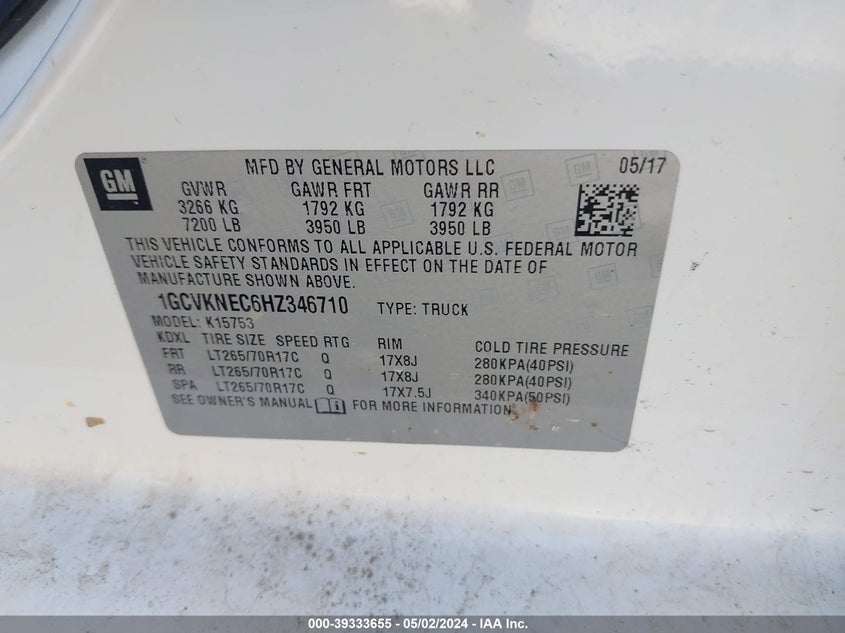 GM
MFD BY GENERAL MOTORS LLC 05/17
GVWR GAWR FRT GAWR RR
3266 KG 1792 KG 1792 KG
7200 LB 3950 LB 3950 LB
THIS VEHICLE CONFORMS TO ALL APPLICABLE U.S. FEDERAL MOTOR
VEHICLE SAFETY STANDARDS IN EFFECT ON THE DATE OF
MANUFACTURE SHOWN ABOVE.
1GCVKNEC6HZ346710 TYPE: TRUCK
MODEL: K15753
KDXL TIRE SIZE SPEED RTG RIM COLD TIRE PRESSURE
FRT LT265/70R17C Q 17X8J 280KPA(40PSI)
RR LT265/70R17C Q 17X8J 280KPA(40PSI)
SPA LT265/70R17C Q 17X7.5J 340KPA(50PSI)
SEE OWNER'S MANUAL FOR MORE INFORMATION
000-39333655 - 05/02/2024 - IAA Inc.